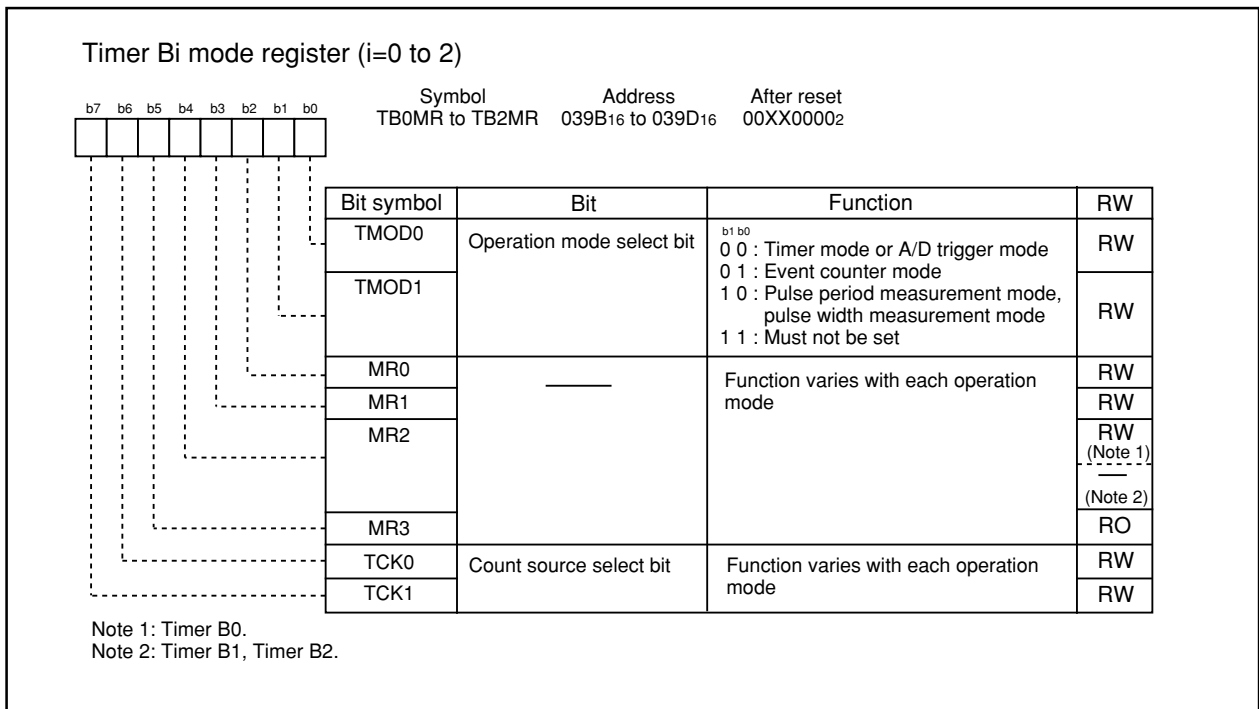 Timer Bi mode register (i=0 to 2)
b7 b6 b5 b4 b3 b2 b1 b0
Symbol Address After reset
TB0MR to TB2MR 039B16 to 039D16 00XX00002
Bit symbol Bit Function RW
TMOD0 Operation mode select bit b1 b0 RW
0 0 : Timer mode or A/D trigger mode
0 1 : Event counter mode
TMOD1 1 0 : Pulse period measurement mode, RW
pulse width measurement mode
1 1 : Must not be set
MR0 Function varies with each operation RW
MR1 mode RW
MR2 RW
(Note 1)
(Note 2)
MR3 RO
TCK0 Count source select bit Function varies with each operation RW
TCK1 mode RW
Note 1: Timer B0.
Note 2: Timer B1, Timer B2.